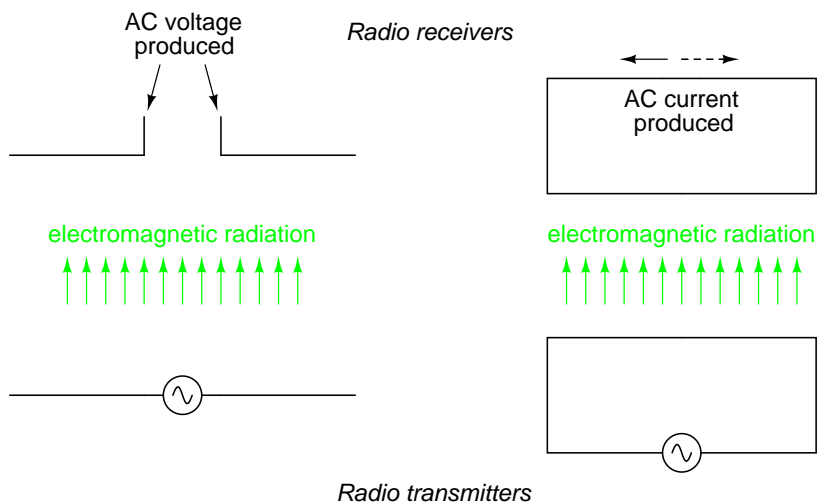 AC voltage
produced
Radio receivers
AC current
produced
electromagnetic radiation
electromagnetic radiation
Radio transmitters